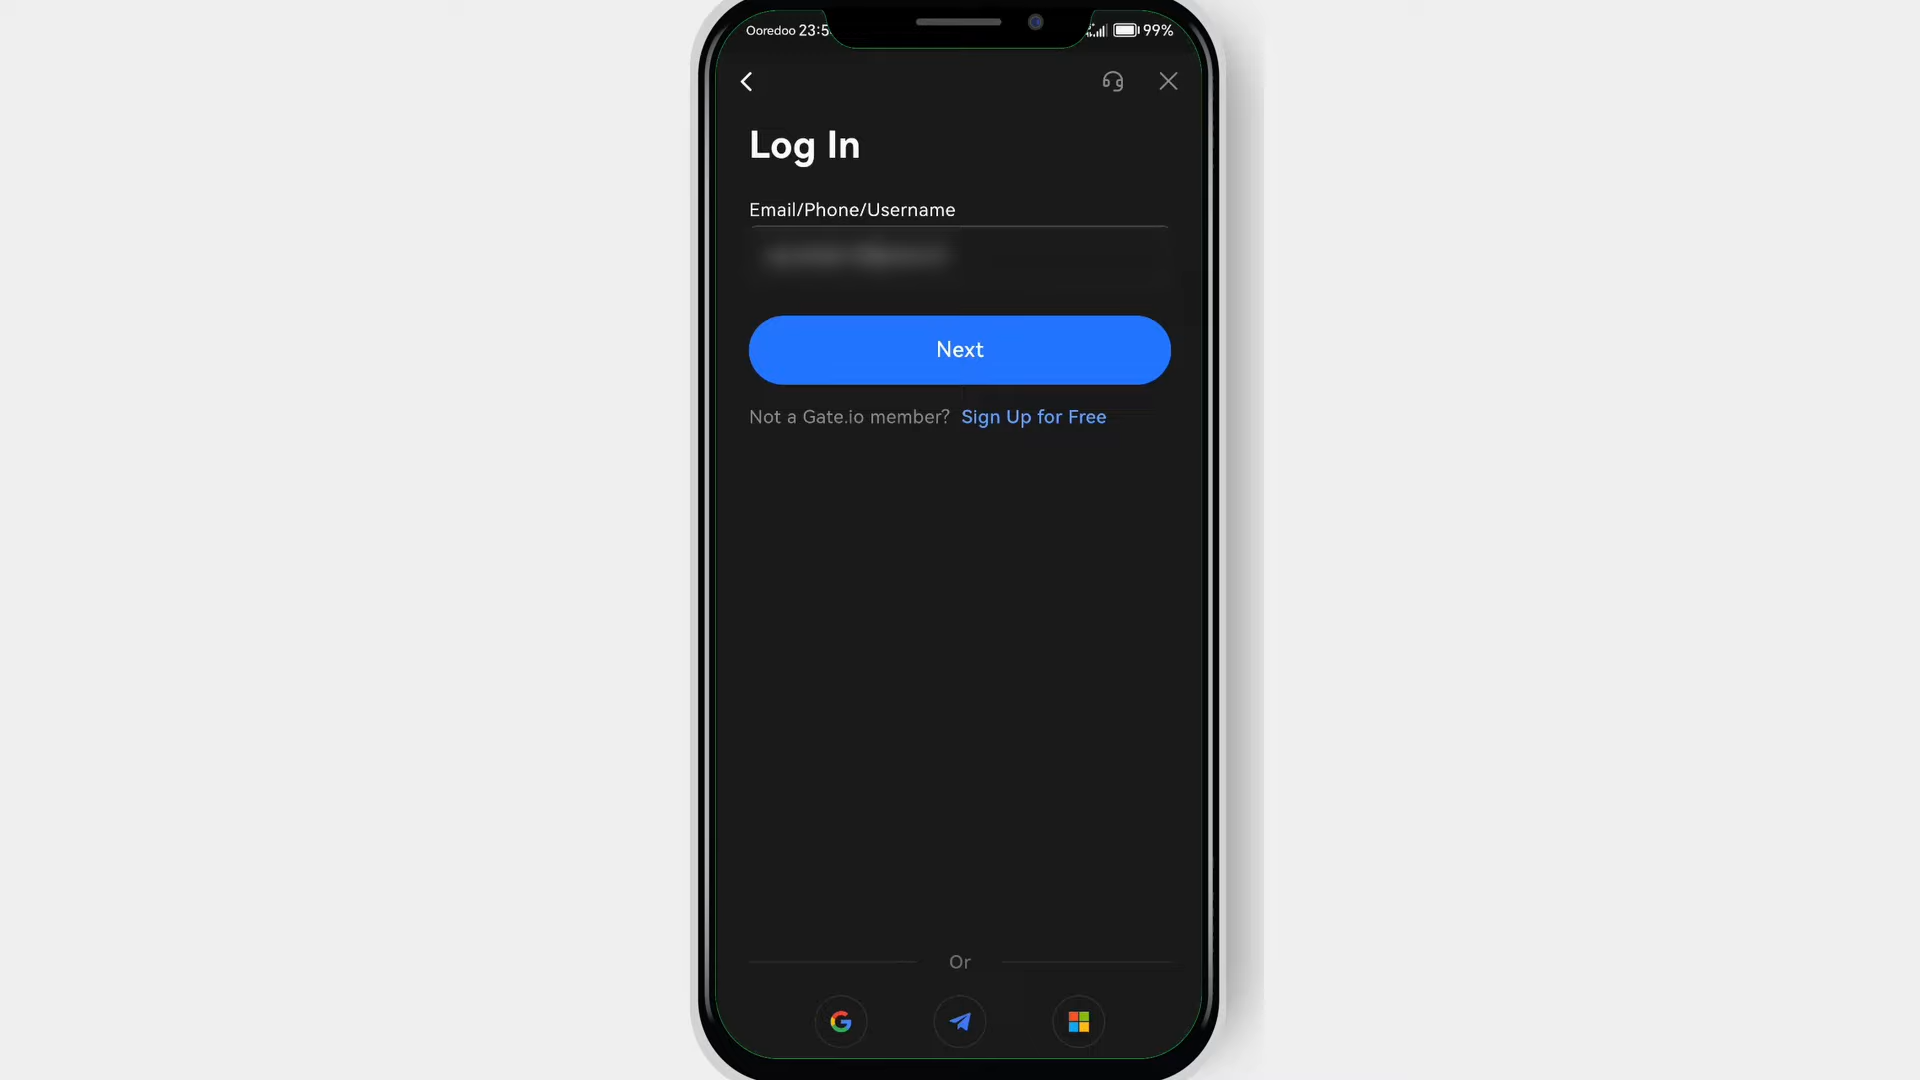 Ooredoo 23:5
99%
Log In
Email/Phone/Username
Next
Not a Gate.io member? Sign Up for Free
Or